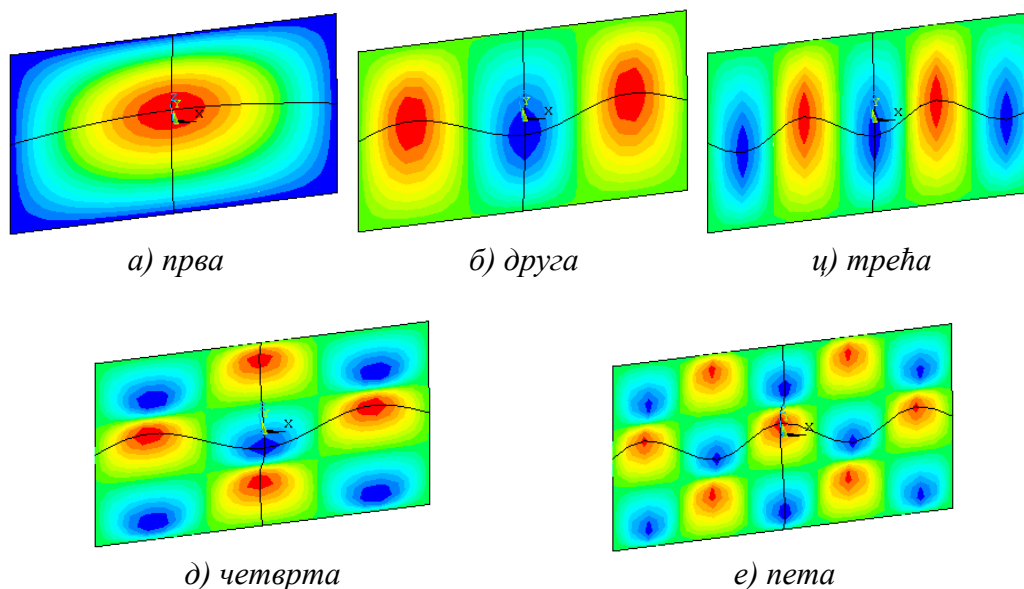 Y
X
Y
X
Y
X
а) прва
б) друга
ц) трећа
X
X
д) четврта
е) пета